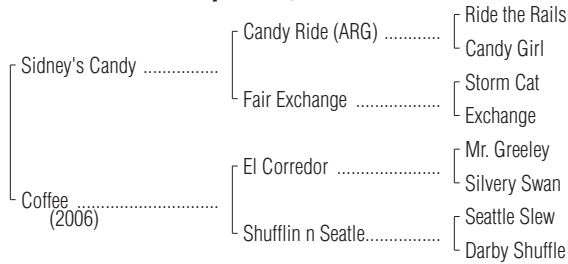 Ride the Rails
Candy Ride (ARG) ............
Candy Girl
Sidney's Candy ................
Storm Cat
Fair Exchange ..................
Exchange
Mr. Greeley
El Corredor ......................
Silvery Swan
Coffee ..............................
(2006)
Seattle Slew
Shufflin n Seatle................
Darby Shuffle